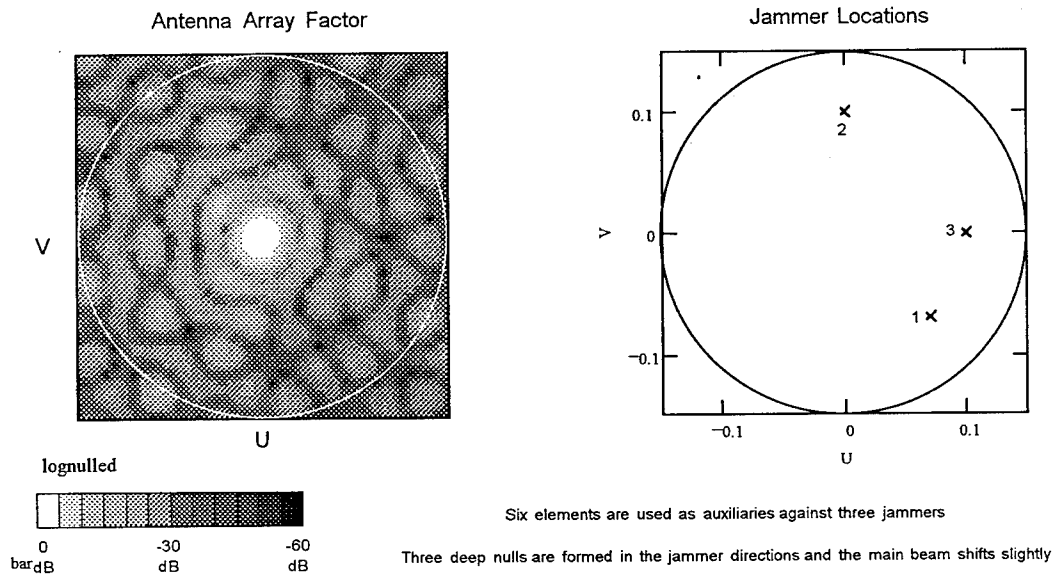 Antenna Array Factor
V
U
lognulled
0 -30 -60
bar dB dB dB
Jammer Locations
0.1
V 0
-0.1
2
3
1
-0.1 0 0.1
U
Six elements are used as auxiliaries against three jammers
Three deep nulls are formed in the jammer directions and the main beam shifts slightly